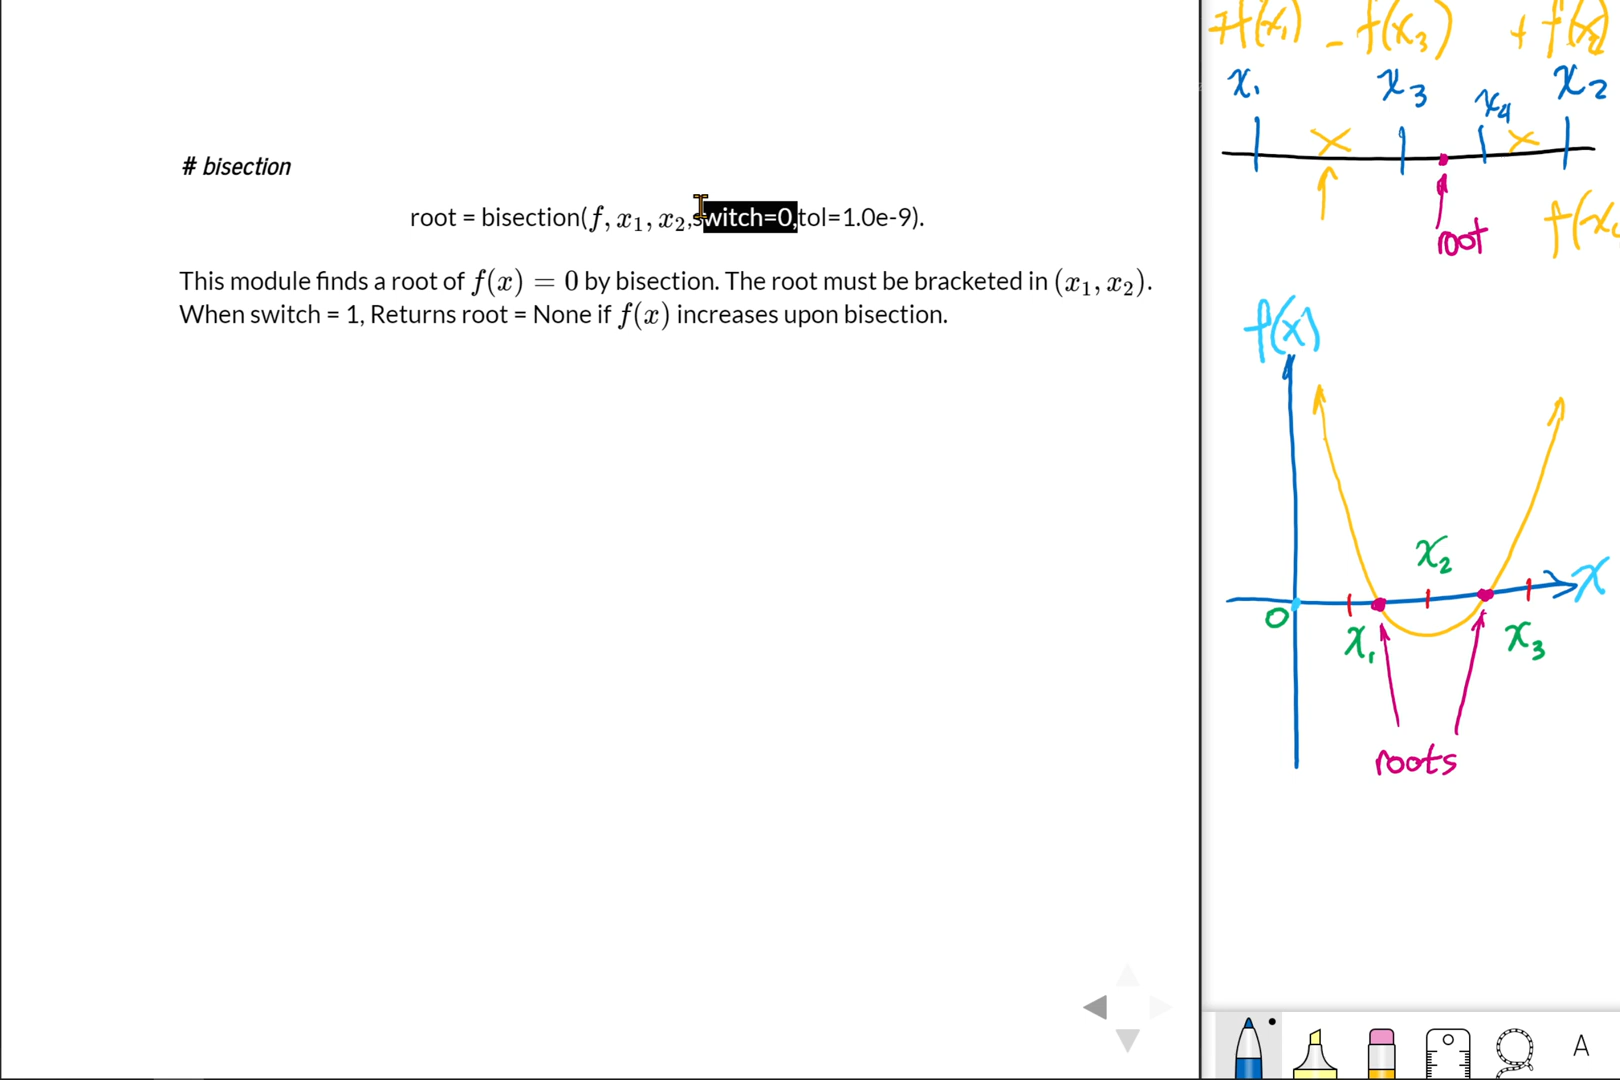 # bisection
root = bisection(f, x₁, x₂,switch=0,tol=1.0e-9).
This module finds a root of f(x) = 0 by bisection. The root must be bracketed in (x₁, x₂).
When switch = 1, Returns root = None if f(x) increases upon bisection.
+f(x₁) - f(x₃) + f(x₂)
x₁ x₃ x₄ x₂
root
f(x)
x₂
x
0
x₁ x₃
roots
A